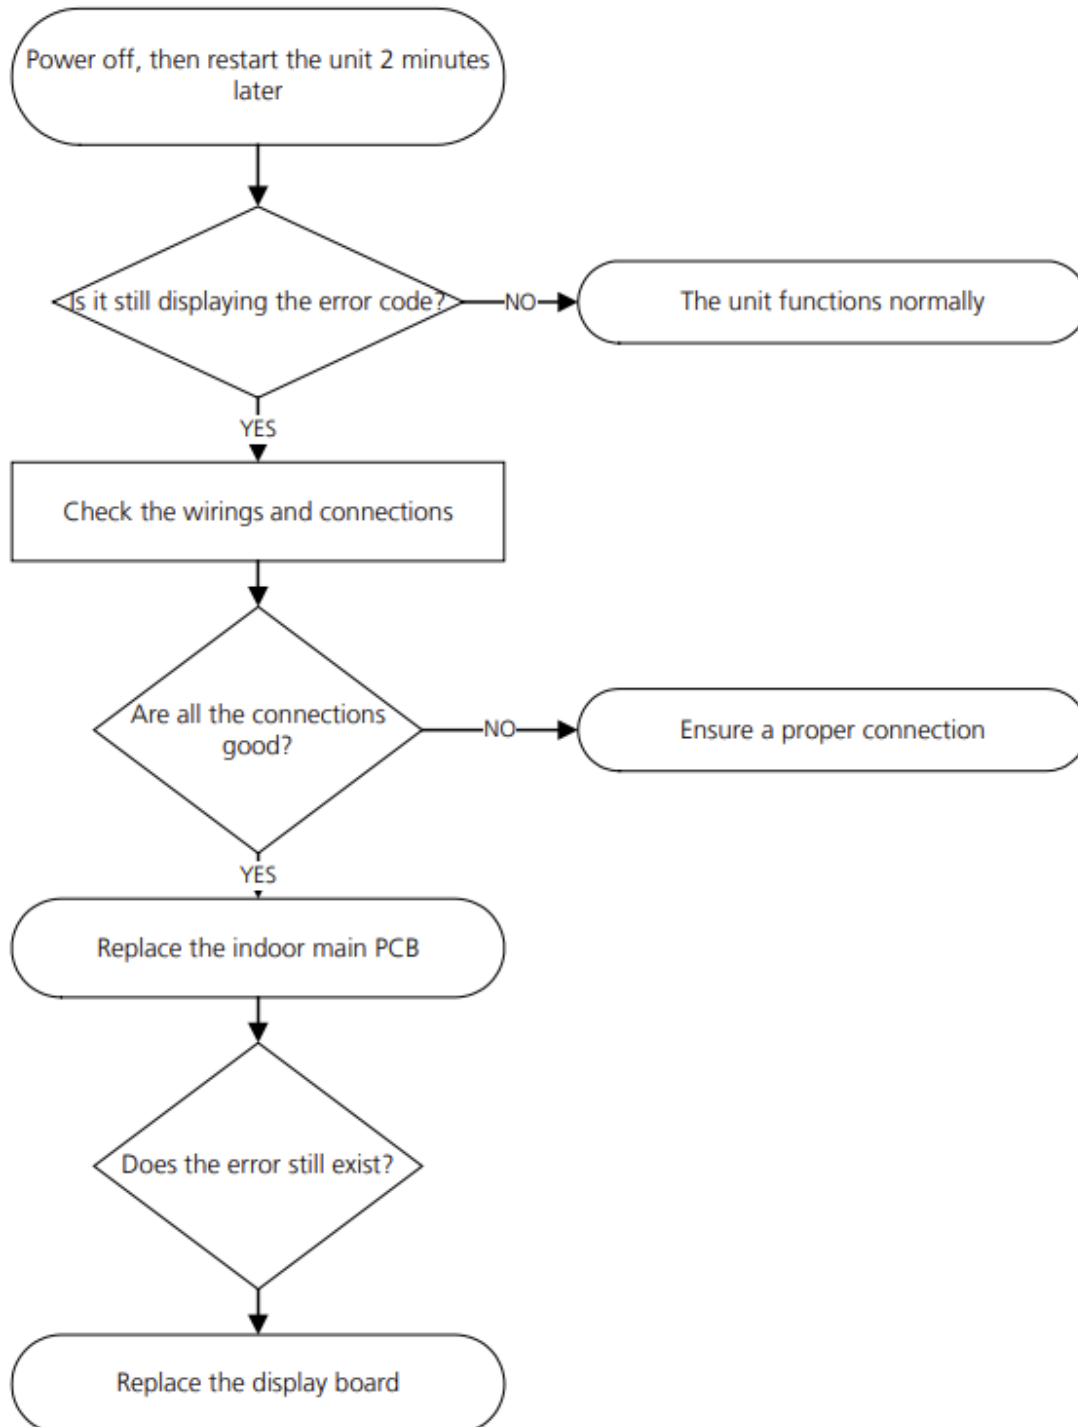 Power off, then restart the unit 2 minutes
later
Is it still displaying the error code?
NO
The unit functions normally
YES
Check the wirings and connections
Are all the connections
good?
NO
Ensure a proper connection
YES
Replace the indoor main PCB
Does the error still exist?
Replace the display board